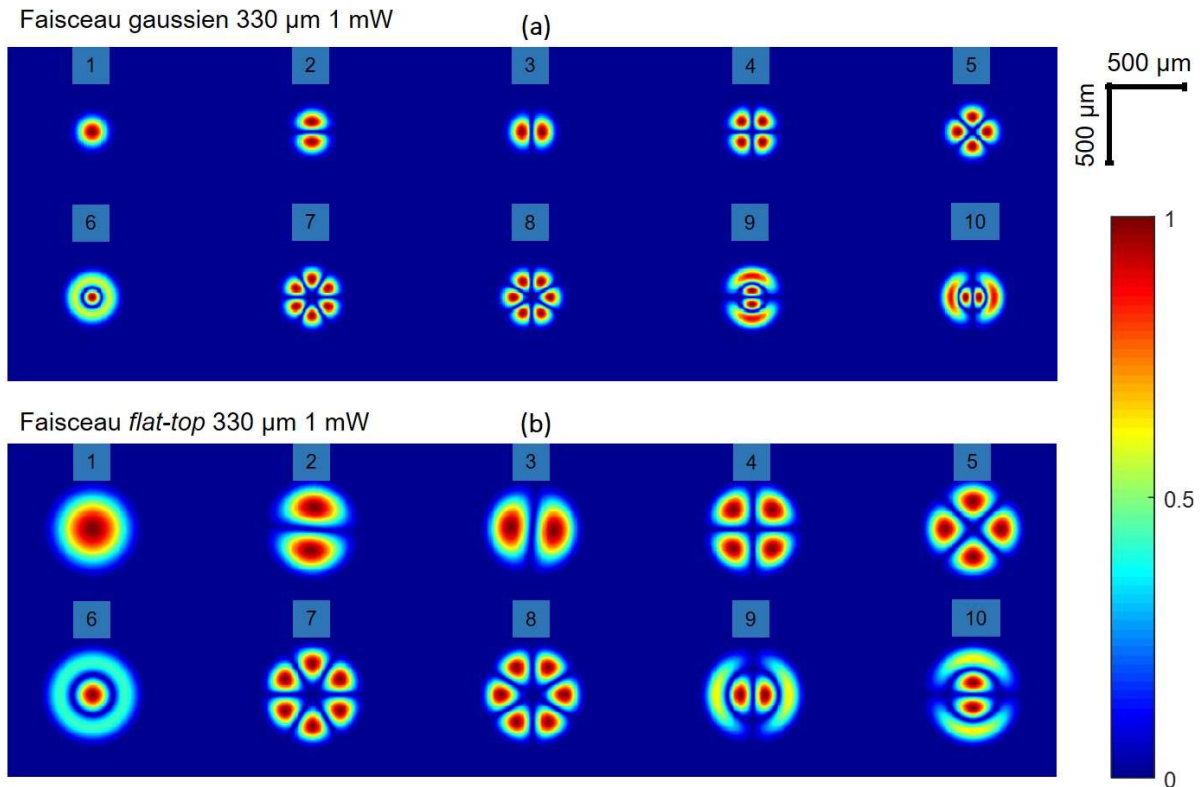 Faisceau gaussien 330 µm 1 mW
(a)
1 2 3 4 5
500 µm
500 µm
6 7 8 9 10
1
Faisceau flat-top 330 µm 1 mW
(b)
1 2 3 4 5
0.5
6 7 8 9 10
0